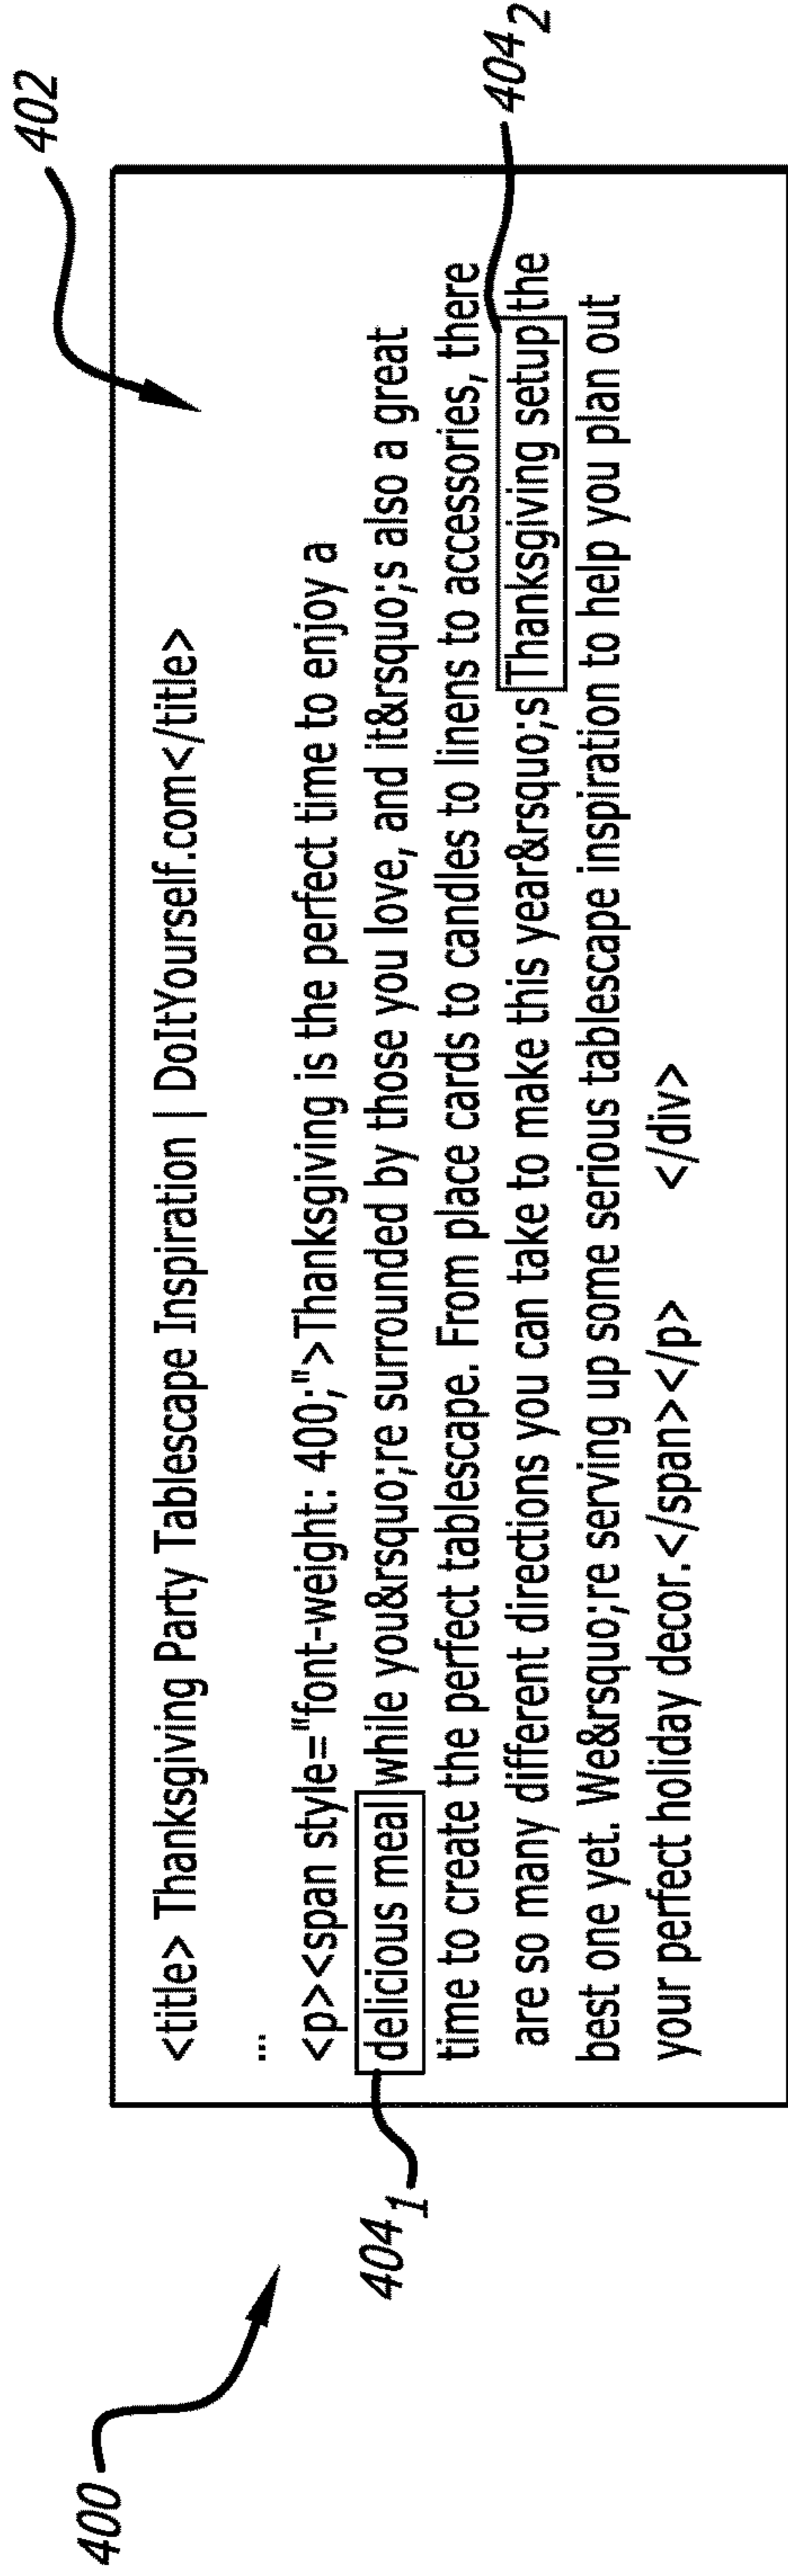 402
<title> Thanksgiving Party Tablescape Inspiration | DoItYourself.com</title>
...
<p><span style="font-weight: 400;">Thanksgiving is the perfect time to enjoy a
delicious meal while you&rsquo;re surrounded by those you love, and it&rsquo;s also a great
time to create the perfect tablescape. From place cards to candles to linens to accessories, there
are so many different directions you can take to make this year&rsquo;s Thanksgiving setup the
best one yet. We&rsquo;re serving up some serious tablescape inspiration to help you plan out
your perfect holiday decor.</span></p> </div>
400
404₁
404₂